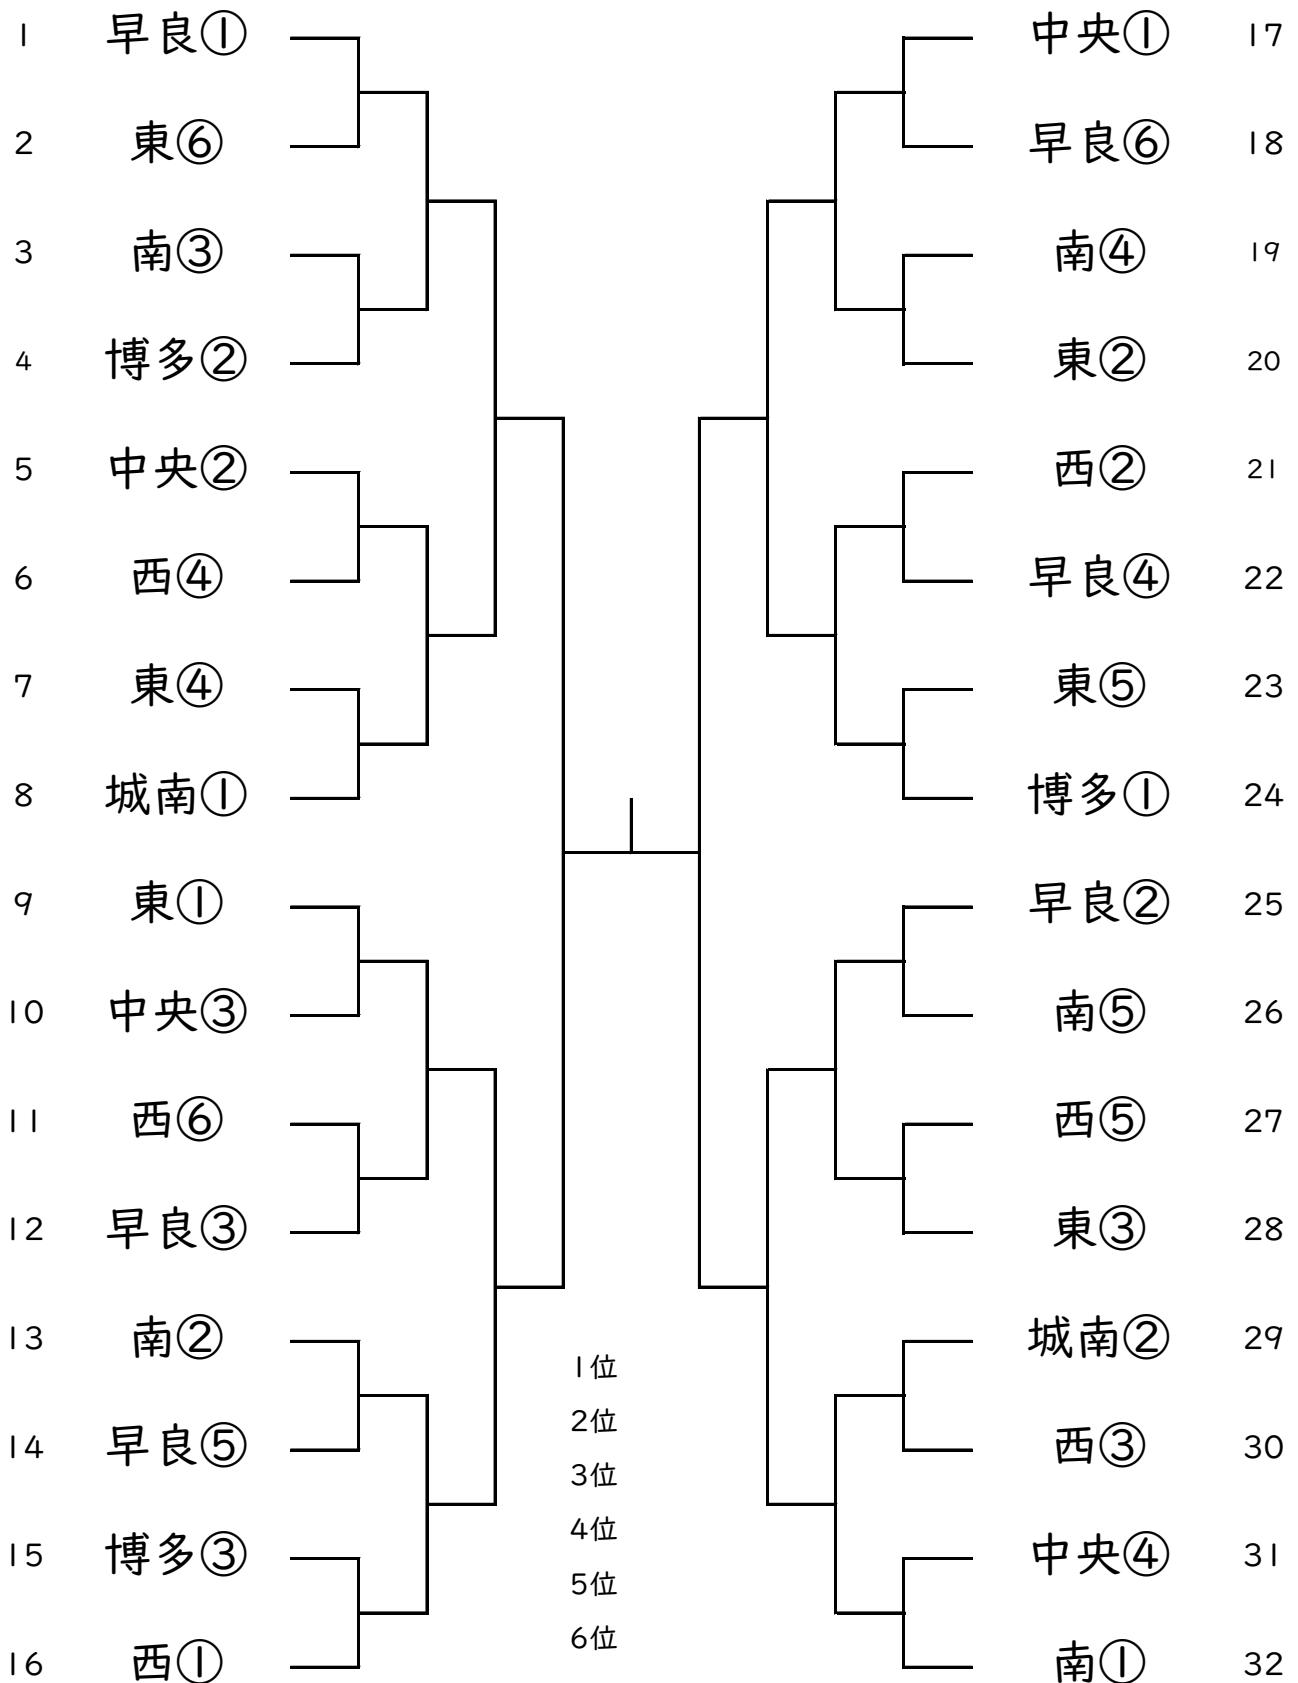 1 早良① 中央① 17
2 東⑥ 早良⑥ 18
3 南③ 南④ 19
4 博多② 東② 20
5 中央② 西② 21
6 西④ 早良④ 22
7 東④ 東⑤ 23
8 城南① 博多① 24
9 東① 早良② 25
10 中央③ 南⑤ 26
11 西⑥ 西⑤ 27
12 早良③ 東③ 28
13 南② 城南② 29
1位
2位
14 早良⑤ 西③ 30
3位
4位
15 博多③ 中央④ 31
5位
6位
16 西① 南① 32